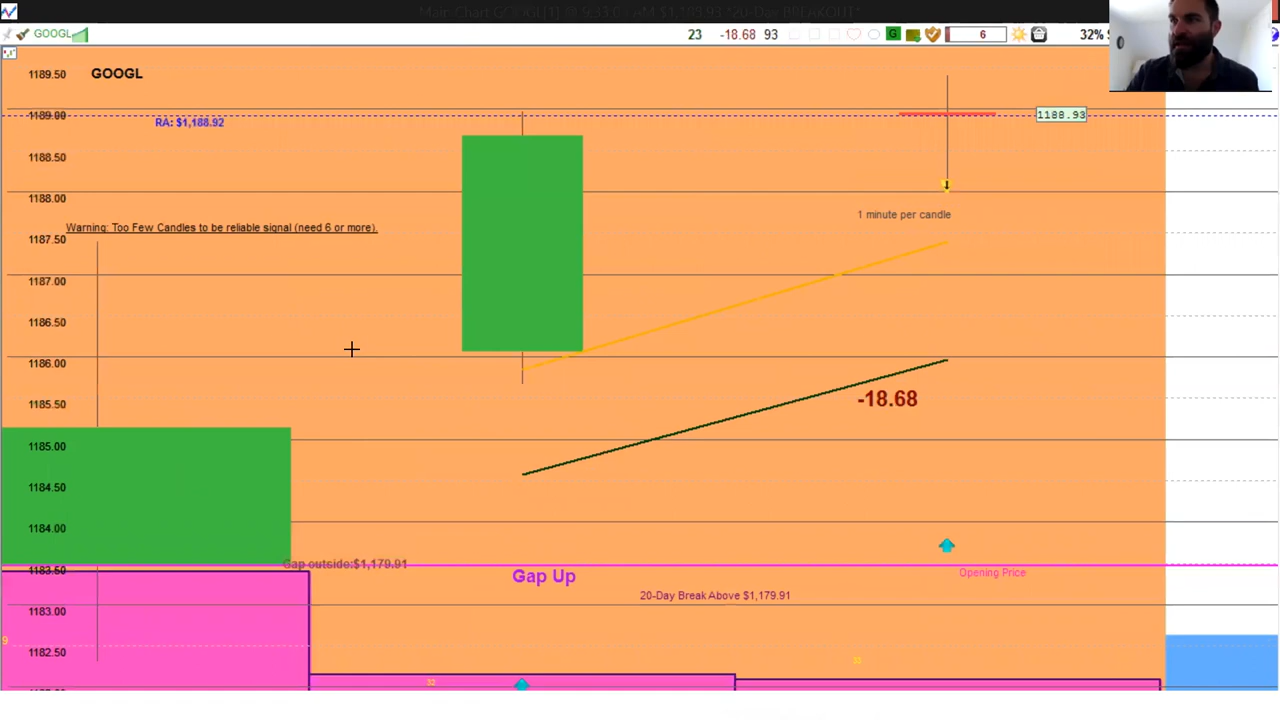 GOOGL
23
-18.68
93
G
6
32%
1189.50
GOOGL
1189.00
RA: $1,188.92
1188.93
1188.50
1188.00
1 minute per candle
Warning: Too Few Candles to be reliable signal (need 6 or more).
1187.50
1187.00
1186.50
1186.00
1185.50
-18.68
1185.00
1184.50
1184.00
Gap outside:$1,179.91
1183.50
Gap Up
Opening Price
20-Day Break Above $1,179.91
1183.00
9
1182.50
33
32